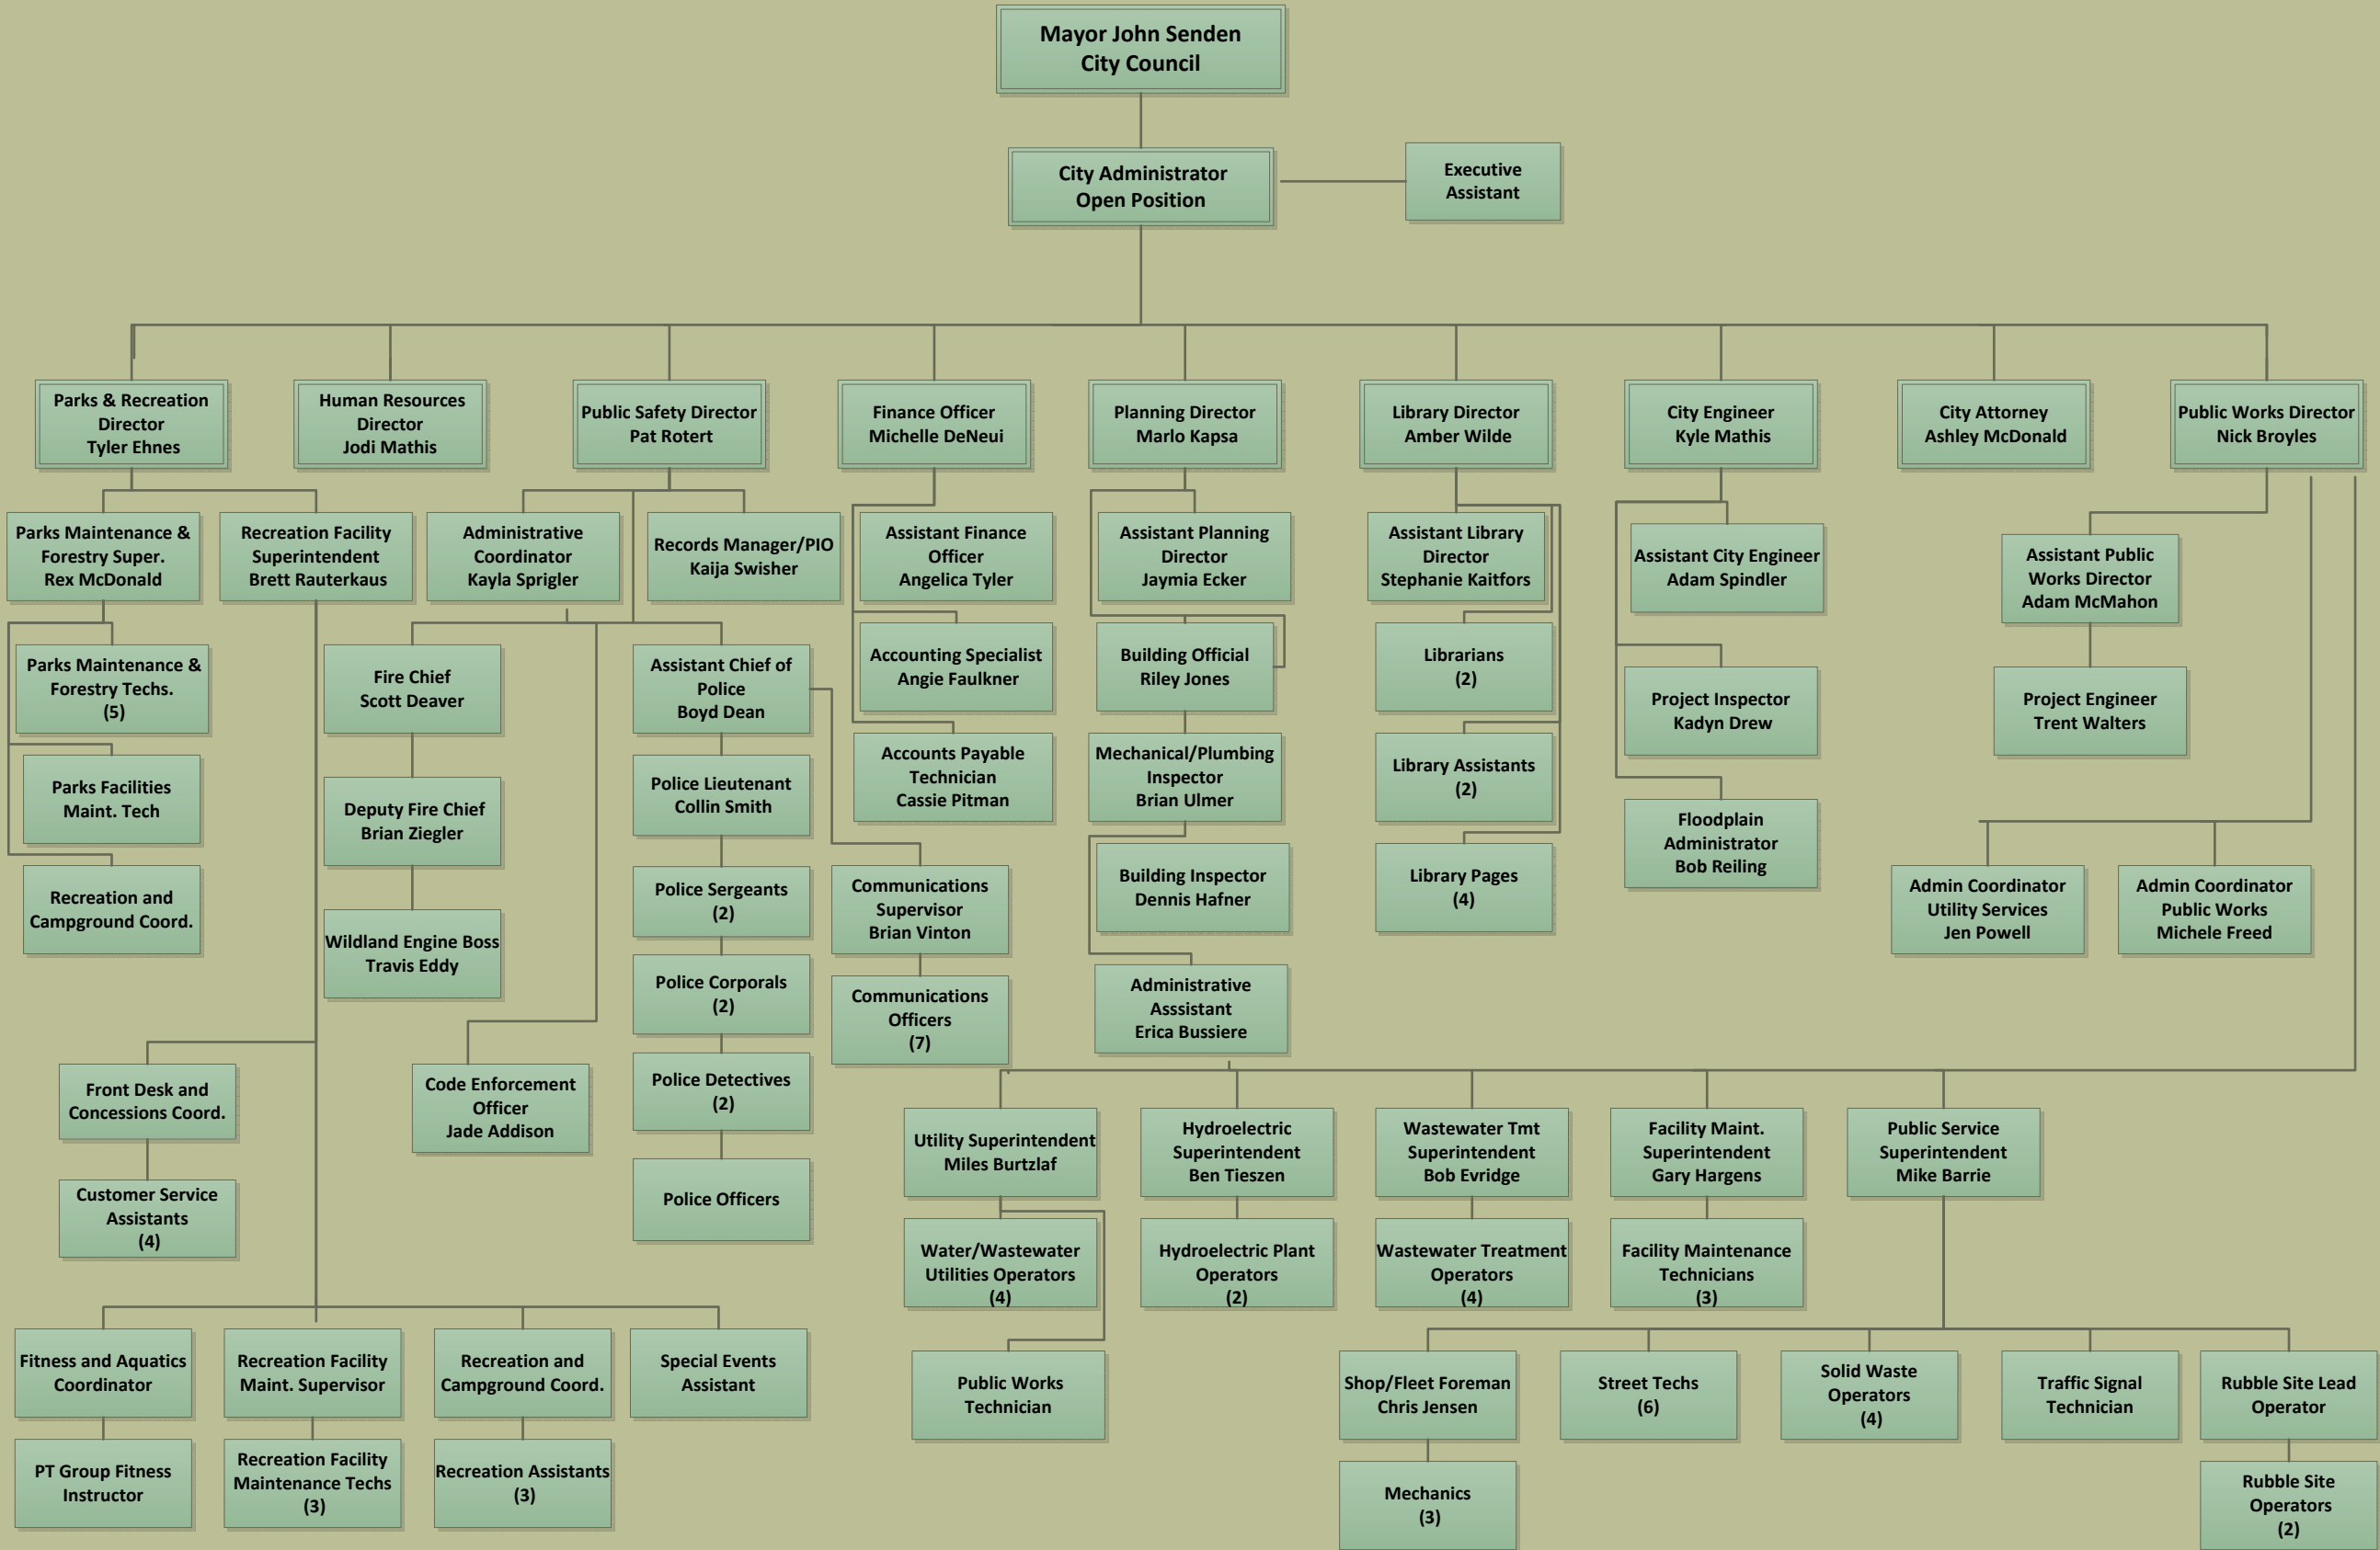 Mayor John Senden
City Council
City Administrator
Open Position
Executive
Assistant
Parks & Recreation
Director
Tyler Ehnes
Human Resources
Director
Jodi Mathis
Public Safety Director
Pat Rotert
Finance Officer
Michelle DeNeui
Planning Director
Marlo Kapsa
Library Director
Amber Wilde
City Engineer
Kyle Mathis
City Attorney
Ashley McDonald
Public Works Director
Nick Broyles
Parks Maintenance &
Forestry Super.
Rex McDonald
Recreation Facility
Superintendent
Brett Rauterkaus
Administrative
Coordinator
Kayla Sprigler
Records Manager/PIO
Kaija Swisher
Assistant Finance
Officer
Angelica Tyler
Assistant Planning
Director
Jaymia Ecker
Assistant Library
Director
Stephanie Kaitfors
Assistant City Engineer
Adam Spindler
Assistant Public
Works Director
Adam McMahon
Parks Maintenance &
Forestry Techs.
(5)
Fire Chief
Scott Deaver
Assistant Chief of
Police
Boyd Dean
Accounting Specialist
Angie Faulkner
Building Official
Riley Jones
Librarians
(2)
Project Inspector
Kadyn Drew
Project Engineer
Trent Walters
Parks Facilities
Maint. Tech
Deputy Fire Chief
Brian Ziegler
Police Lieutenant
Collin Smith
Accounts Payable
Technician
Cassie Pitman
Mechanical/Plumbing
Inspector
Brian Ulmer
Library Assistants
(2)
Floodplain
Administrator
Bob Reiling
Recreation and
Campground Coord.
Wildland Engine Boss
Travis Eddy
Police Sergeants
(2)
Communications
Supervisor
Brian Vinton
Building Inspector
Dennis Hafner
Library Pages
(4)
Admin Coordinator
Utility Services
Jen Powell
Admin Coordinator
Public Works
Michele Freed
Police Corporals
(2)
Communications
Officers
(7)
Administrative
Asssistant
Erica Bussiere
Front Desk and
Concessions Coord.
Code Enforcement
Officer
Jade Addison
Police Detectives
(2)
Utility Superintendent
Miles Burtzlaf
Hydroelectric
Superintendent
Ben Tieszen
Wastewater Tmt
Superintendent
Bob Evridge
Facility Maint.
Superintendent
Gary Hargens
Public Service
Superintendent
Mike Barrie
Customer Service
Assistants
(4)
Police Officers
Water/Wastewater
Utilities Operators
(4)
Hydroelectric Plant
Operators
(2)
Wastewater Treatment
Operators
(4)
Facility Maintenance
Technicians
(3)
Fitness and Aquatics
Coordinator
Recreation Facility
Maint. Supervisor
Recreation and
Campground Coord.
Special Events
Assistant
Public Works
Technician
Shop/Fleet Foreman
Chris Jensen
Street Techs
(6)
Solid Waste
Operators
(4)
Traffic Signal
Technician
Rubble Site Lead
Operator
PT Group Fitness
Instructor
Recreation Facility
Maintenance Techs
(3)
Recreation Assistants
(3)
Mechanics
(3)
Rubble Site
Operators
(2)